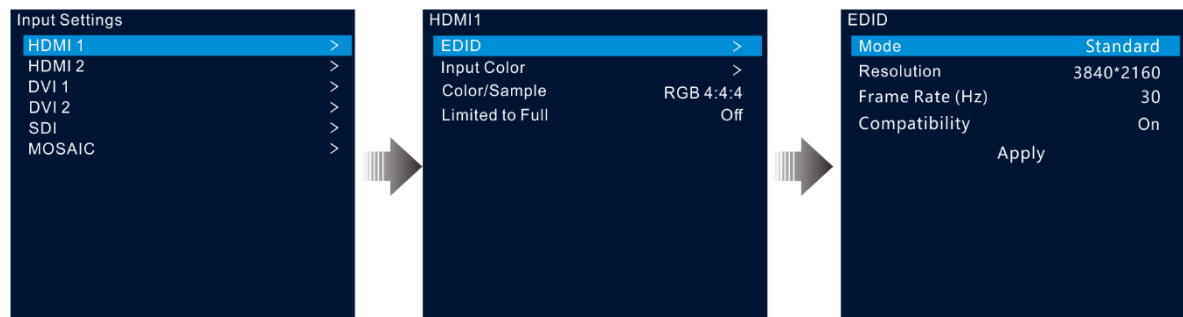 Input Settings
HDMI 1 >
HDMI 2 >
DVI 1 >
DVI 2 >
SDI >
MOSAIC >
HDMI1
EDID >
Input Color >
Color/Sample RGB 4:4:4
Limited to Full Off
EDID
Mode Standard
Resolution 3840*2160
Frame Rate (Hz) 30
Compatibility On
Apply